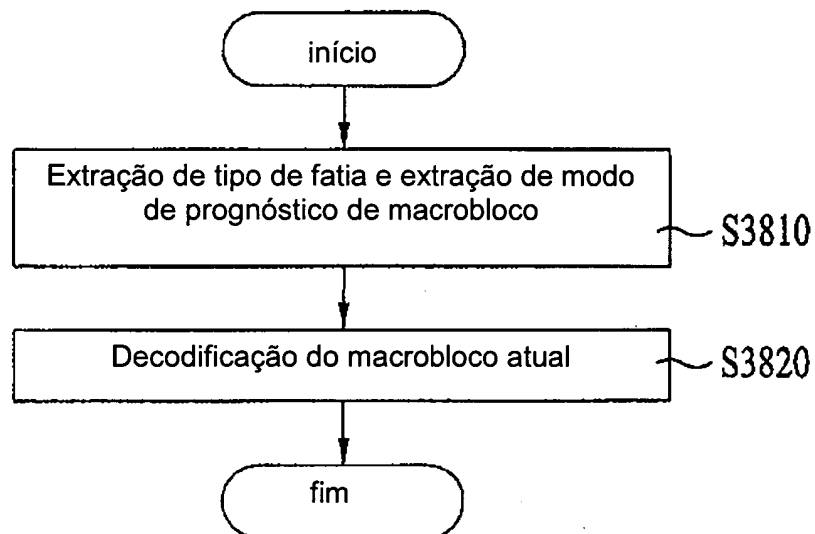 início
Extração de tipo de fatia e extração de modo
de prognóstico de macrobloco
S3810
Decodificação do macrobloco atual
S3820
fim